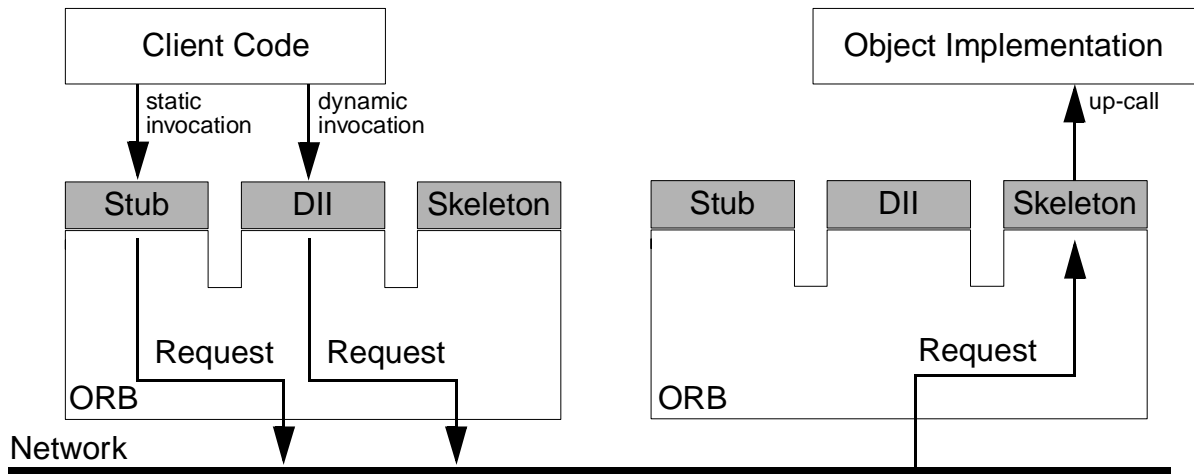 Client Code
Object Implementation
static
invocation
dynamic
invocation
up-call
Stub
DII
Skeleton
Stub
DII
Skeleton
Request
Request
Request
ORB
ORB
Network